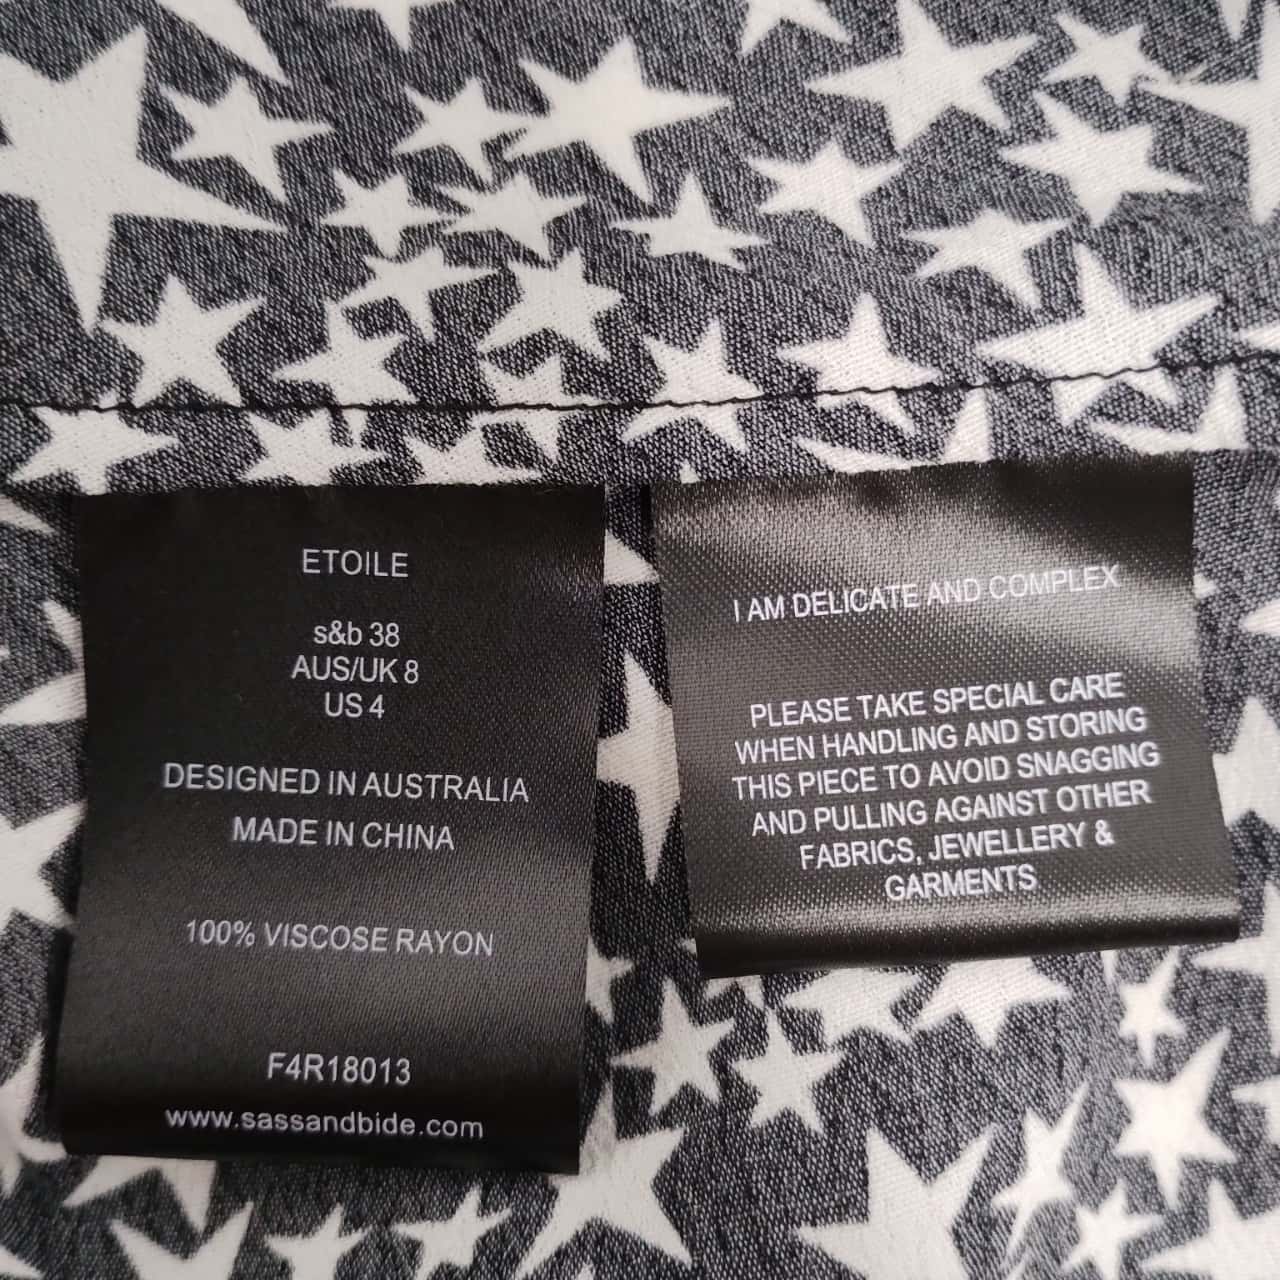 ETOILE
s&b 38
AUS/UK 8
US 4
DESIGNED IN AUSTRALIA
MADE IN CHINA
100% VISCOSE RAYON
F4R18013
www.sassandbide.com
I AM DELICATE AND COMPLEX
PLEASE TAKE SPECIAL CARE
WHEN HANDLING AND STORING
THIS PIECE TO AVOID SNAGGING
AND PULLING AGAINST OTHER
FABRICS, JEWELLERY &
GARMENTS